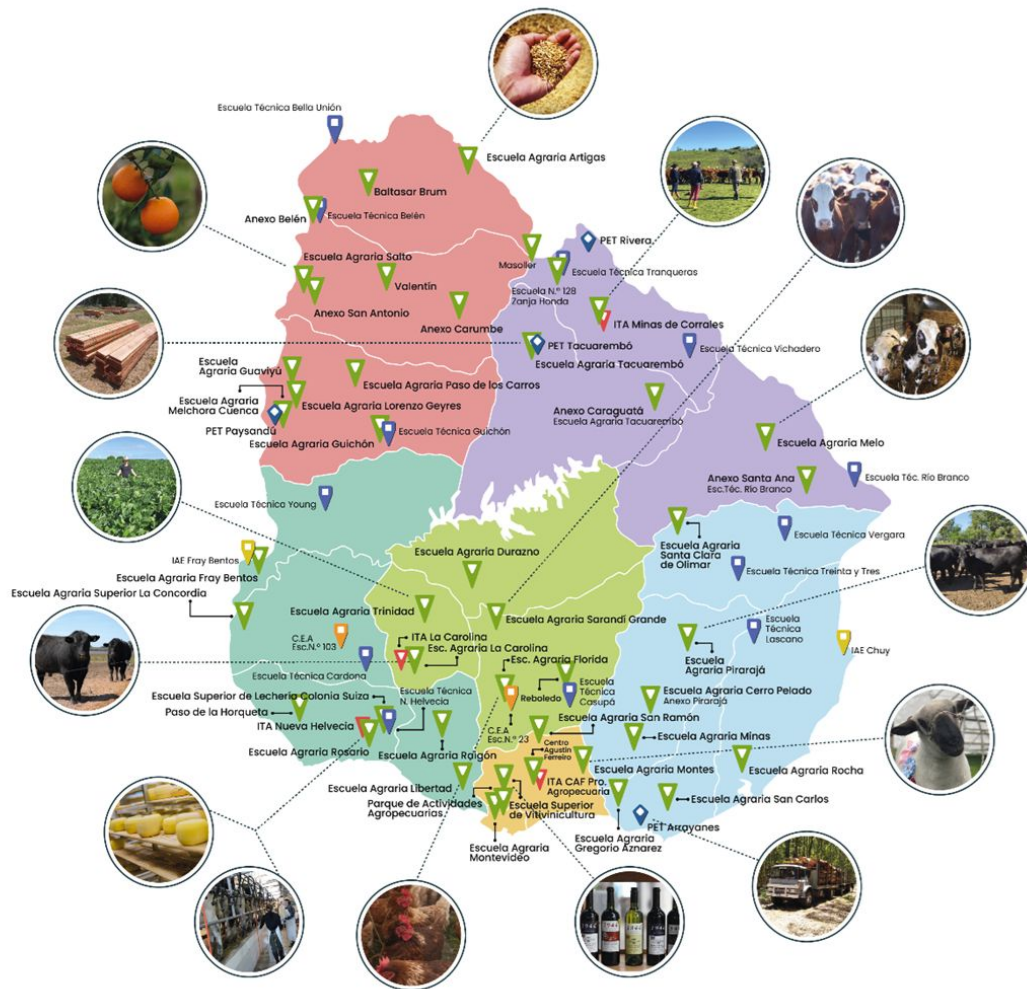 Escuela Técnica Bella Unión
Escuela Agraria Artigas
Baltasar Brum
Anexo Belén
Escuela Técnica Belén
PET Rivera
Masoller
Escuela Técnica Tranqueras
Escuela Agraria Salto
Valentín
Escuela N.º 128
Zanja Honda
Anexo San Antonio
Anexo Carumbe
ITA Minas de Corrales
PET Tacuarembó
Escuela Técnica Vichadero
Escuela Agraria Tacuarembó
Escuela
Agraria Guaviyú
Escuela Agraria Paso de los Carros
Escuela Agraria
Melchora Cuenca
Escuela Agraria Lorenzo Geyres
Anexo Caraguatá
Escuela Agraria Tacuarembó
PET Paysandú
Escuela Técnica Guichón
Escuela Agraria Guichón
Escuela Agraria Melo
Anexo Santa Ana
Esc.Téc. Río Branco
Escuela Téc. Río Branco
Escuela Técnica Young
Escuela Técnica Vergara
Escuela Agraria
Santa Clara
de Olimar
Escuela Agraria Durazno
IAE Fray Bentos
Escuela Técnica Treinta y Tres
Escuela Agraria Fray Bentos
Escuela Agraria Superior La Concordia
Escuela Agraria Trinidad
Escuela Agraria Sarandí Grande
Escuela
Técnica
Lascano
C.E.A
Esc.N.º 103
ITA La Carolina
Esc. Agraria La Carolina
IAE Chuy
Escuela
Agraria Pirarajá
Escuela Técnica Cardona
Esc. Agraria Florida
Escuela Técnica
N. Helvecia
Reboledo
Escuela
Técnica
Casupá
Escuela Agraria Cerro Pelado
Anexo Pirarajá
Escuela Superior de Lechería Colonia Suiza
Paso de la Horqueta
ITA Nueva Helvecia
C.E.A
Esc.N.º 23
Escuela Agraria San Ramón
Escuela Agraria Minas
Escuela Agraria Rosario
Escuela Agraria Raigón
Centro
Agustín
Ferreiro
Escuela Agraria Montes
Escuela Agraria Rocha
Escuela Agraria Libertad
ITA CAF Pro.
Agropecuaria
Parque de Actividades
Agropecuarias
Escuela Superior
de Vitivinicultura
Escuela Agraria San Carlos
PET Arrayanes
Escuela Agraria
Gregorio Aznarez
Escuela Agraria
Montevideo